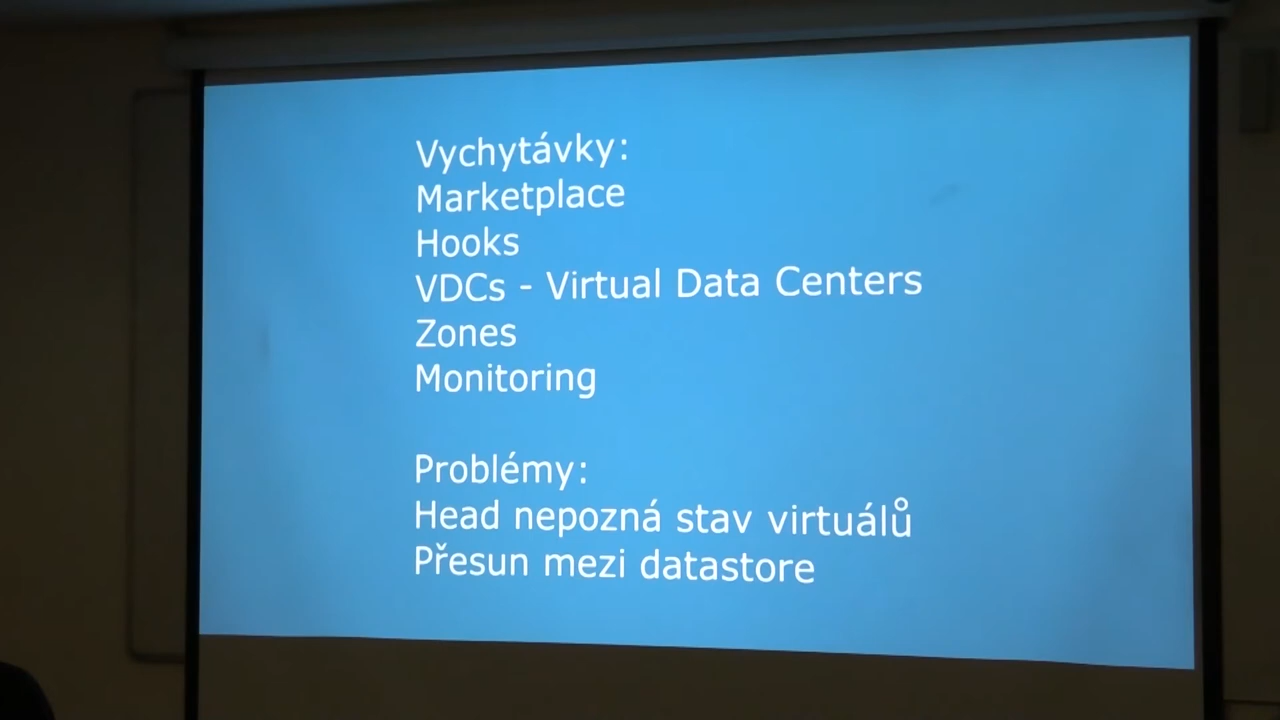 Vychytávky:
Marketplace
Hooks
VDCs - Virtual Data Centers
Zones
Monitoring
Problémy:
Head nepozná stav virtuálů
Přesun mezi datastore